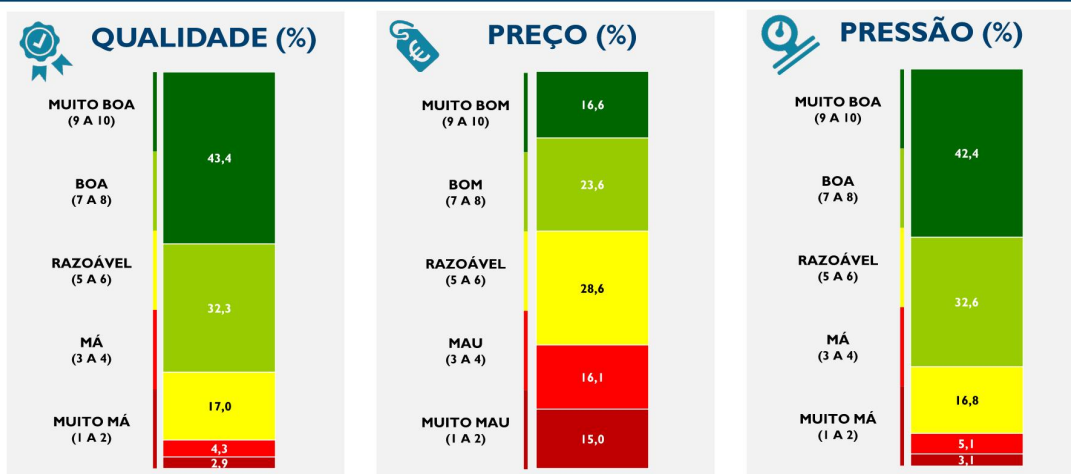 QUALIDADE (%)
MUITO BOA
(9 A 10)
BOA
(7 A 8)
RAZOÁVEL
(5 A 6)
MÁ
(3 A 4)
MUITO MÁ
(1 A 2)
43,4
32,3
17,0
4,3
2,9
PREÇO (%)
MUITO BOM
(9 A 10)
BOM
(7 A 8)
RAZOÁVEL
(5 A 6)
MAU
(3 A 4)
MUITO MAU
(1 A 2)
16,6
23,6
28,6
16,1
15,0
€
PRESSÃO (%)
MUITO BOA
(9 A 10)
BOA
(7 A 8)
RAZOÁVEL
(5 A 6)
MÁ
(3 A 4)
MUITO MÁ
(1 A 2)
42,4
32,6
16,8
5,1
3,1